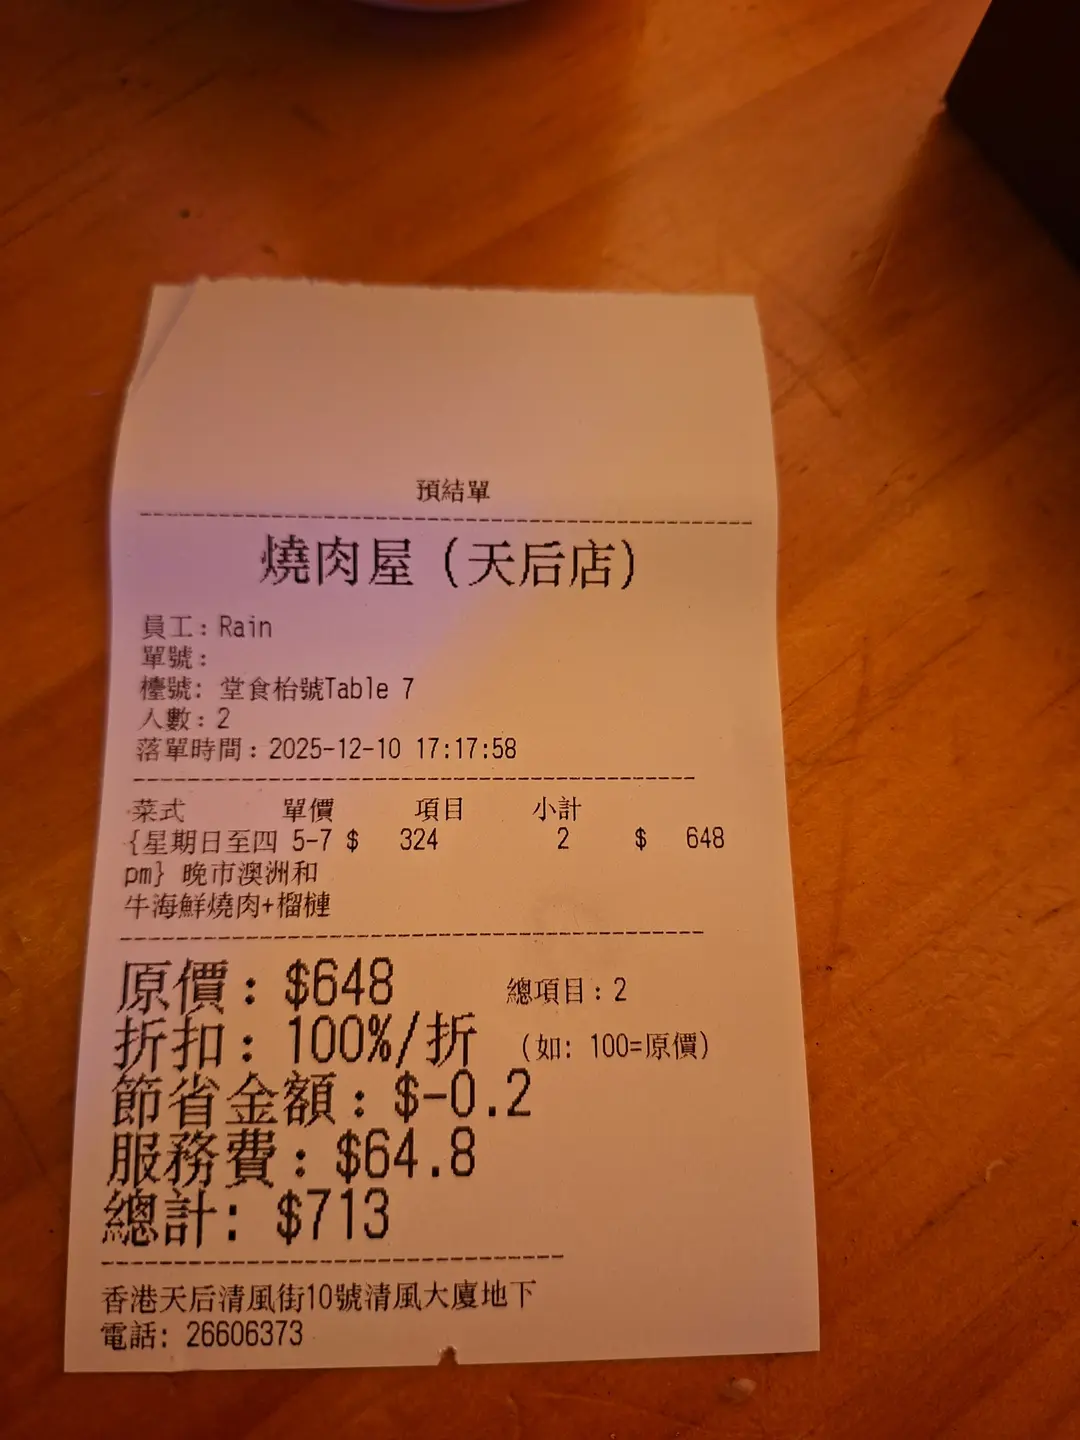 預結單
燒肉屋（天后店）
員工：Rain
單號：
檯號: 堂食枱號Table 7
人數：2
落單時間：2025-12-10 17:17:58
菜式 單價 項目 小計
{星期日至四 5-7 $ 324 2 $ 648
pm} 晚市澳洲和
牛海鮮燒肉+榴槤
原價：$648 總項目：2
折扣：100%/折 （如: 100=原價）
節省金額：$-0.2
服務費：$64.8
總計: $713
香港天后清風街10號清風大廈地下
電話: 26606373